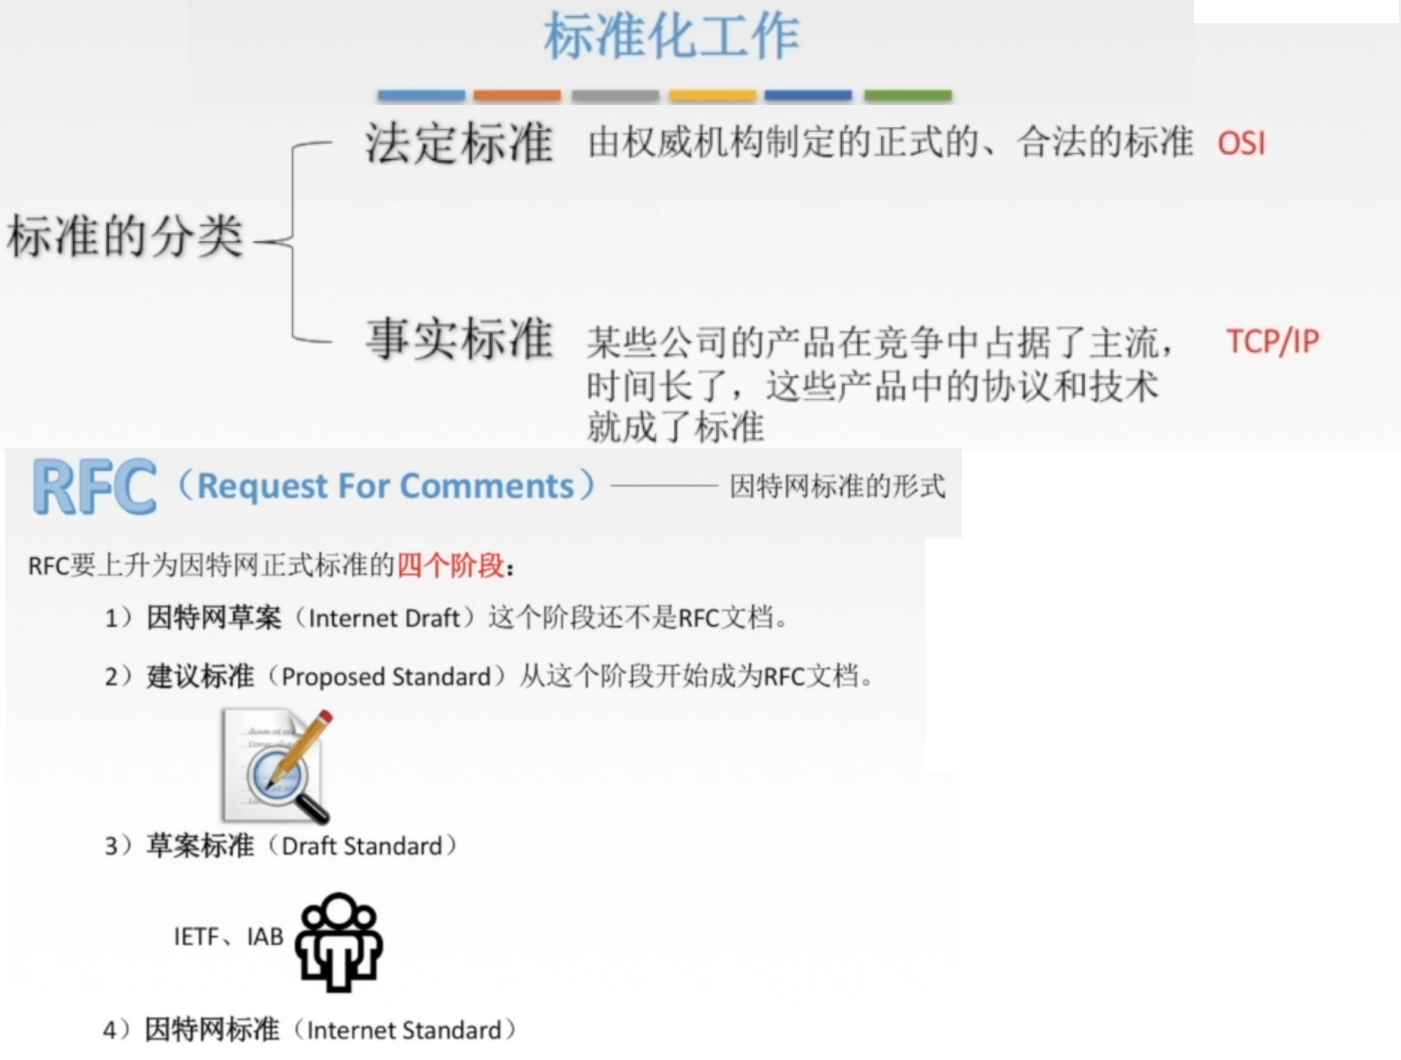 标准化工作
标准的分类
法定标准 由权威机构制定的正式的、合法的标准 OSI
事实标准 某些公司的产品在竞争中占据了主流， TCP/IP
时间长了，这些产品中的协议和技术
就成了标准
RFC（Request For Comments）——因特网标准的形式
RFC要上升为因特网正式标准的四个阶段：
1）因特网草案（Internet Draft）这个阶段还不是RFC文档。
2）建议标准（Proposed Standard）从这个阶段开始成为RFC文档。
3）草案标准（Draft Standard）
IETF、IAB
4）因特网标准（Internet Standard）